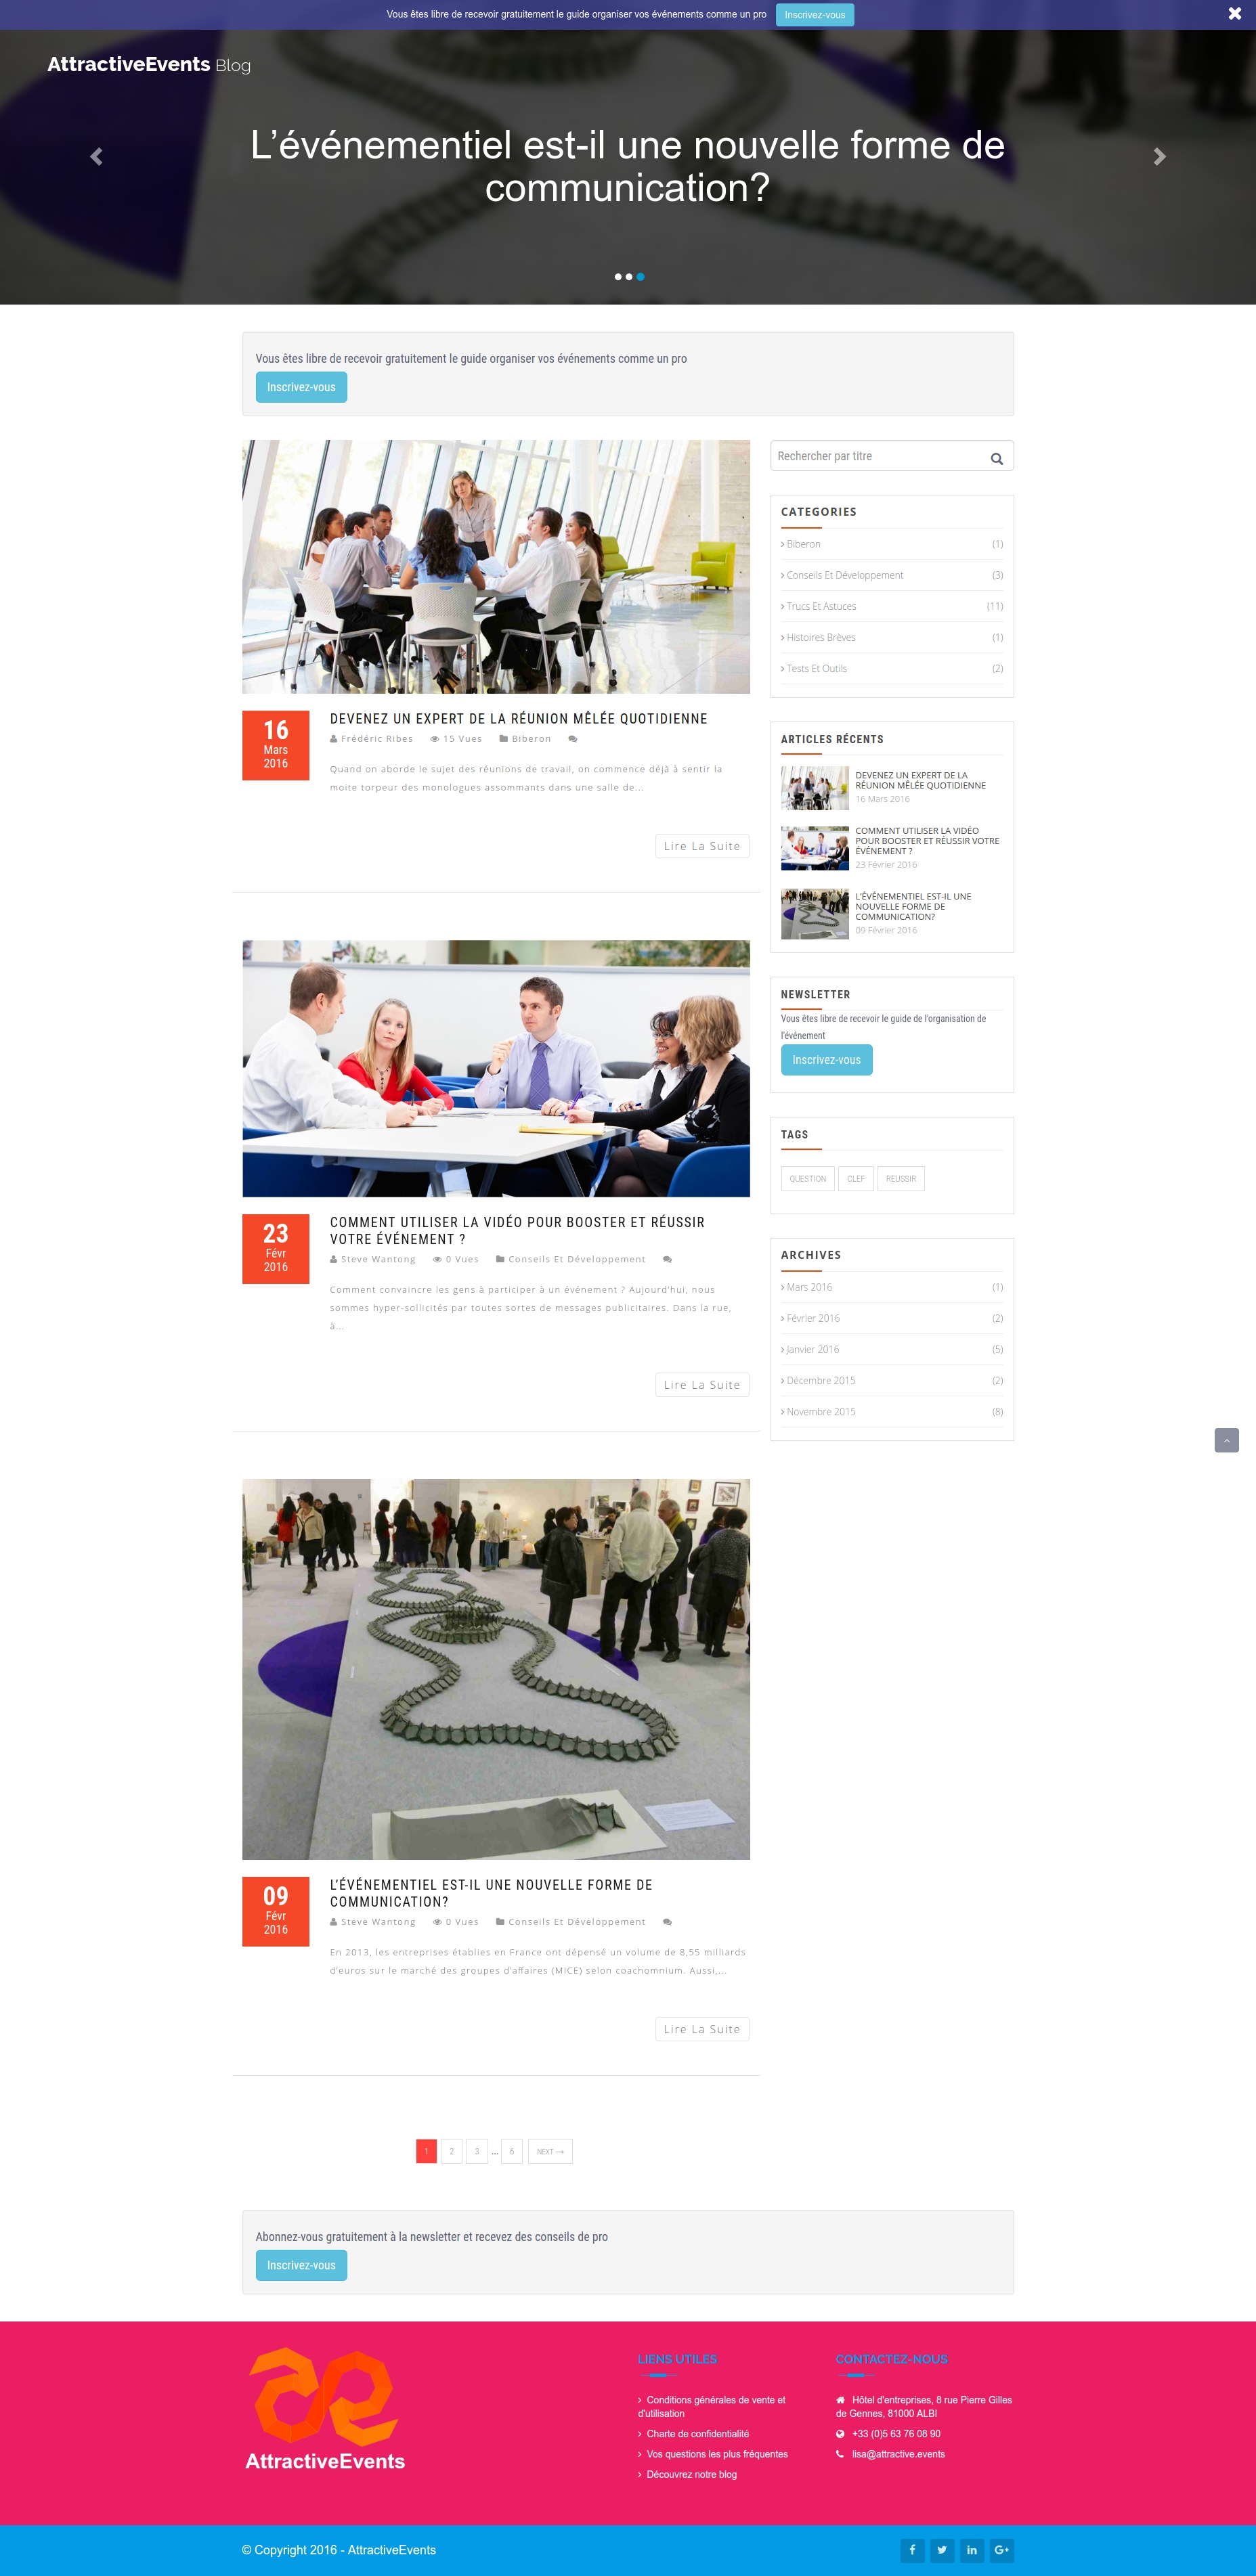 Vous êtes libre de recevoir gratuitement le guide organiser vos événements comme un pro Inscrivez-vous
AttractiveEvents Blog
L'événementiel est-il une nouvelle forme de
communication?
Vous êtes libre de recevoir gratuitement le guide organiser vos événements comme un pro
Inscrivez-vous
16
Mars
2016
DEVENEZ UN EXPERT DE LA RÉUNION MÊLÉE QUOTIDIENNE
Frédéric Ribes 15 Vues Biberon
Quand on aborde le sujet des réunions de travail, on commence déjà à sentir la
moite torpeur des monologues assommants dans une salle de...
Lire La Suite
23
Févr
2016
COMMENT UTILISER LA VIDÉO POUR BOOSTER ET RÉUSSIR
VOTRE ÉVÉNEMENT ?
Steve Wantong 0 Vues Conseils Et Développement
Comment convaincre les gens à participer à un événement ? Aujourd'hui, nous
sommes hyper-sollicités par toutes sortes de messages publicitaires. Dans la rue,
à...
Lire La Suite
09
Févr
2016
L'ÉVÉNEMENTIEL EST-IL UNE NOUVELLE FORME DE
COMMUNICATION?
Steve Wantong 0 Vues Conseils Et Développement
En 2013, les entreprises établies en France ont dépensé un volume de 8,55 milliards
d'euros sur le marché des groupes d'affaires (MICE) selon coachomnium. Aussi,...
Lire La Suite
1 2 3 ... 6 NEXT →
Rechercher par titre
CATEGORIES
Biberon (1)
Conseils Et Développement (3)
Trucs Et Astuces (11)
Histoires Brèves (1)
Tests Et Outils (2)
ARTICLES RÉCENTS
DEVENEZ UN EXPERT DE LA
RÉUNION MÊLÉE QUOTIDIENNE
16 Mars 2016
COMMENT UTILISER LA VIDÉO
POUR BOOSTER ET RÉUSSIR VOTRE
ÉVÉNEMENT ?
23 Février 2016
L'ÉVÉNEMENTIEL EST-IL UNE
NOUVELLE FORME DE
COMMUNICATION?
09 Février 2016
NEWSLETTER
Vous êtes libre de recevoir le guide de l'organisation de
l'événement
Inscrivez-vous
TAGS
QUESTION CLEF REUSSIR
ARCHIVES
Mars 2016 (1)
Février 2016 (2)
Janvier 2016 (5)
Décembre 2015 (2)
Novembre 2015 (8)
Abonnez-vous gratuitement à la newsletter et recevez des conseils de pro
Inscrivez-vous
AttractiveEvents
LIENS UTILES
Conditions générales de vente et
d'utilisation
Charte de confidentialité
Vos questions les plus fréquentes
Découvrez notre blog
CONTACTEZ-NOUS
Hôtel d'entreprises, 8 rue Pierre Gilles
de Gennes, 81000 ALBI
+33 (0)5 63 76 08 90
lisa@attractive.events
© Copyright 2016 - AttractiveEvents